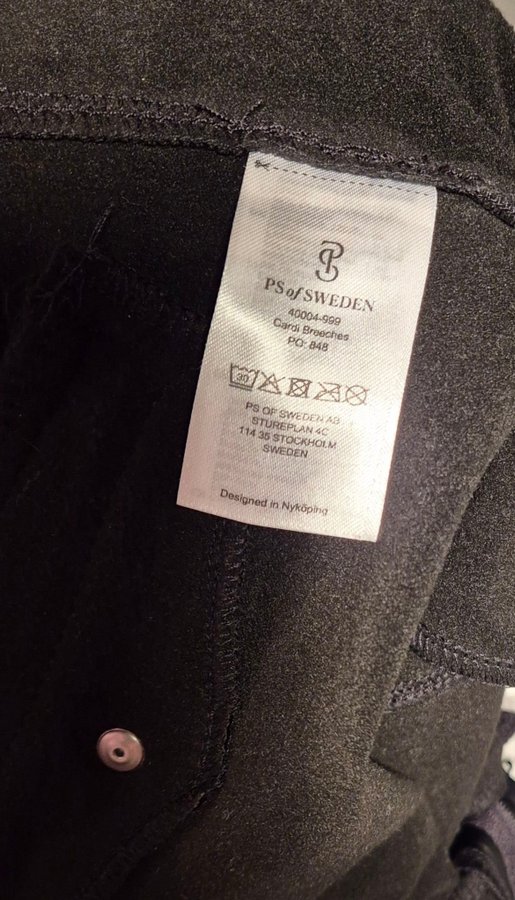 PS of SWEDEN
40004-999
Cardi Breeches
PO: 848
30
PS OF SWEDEN AB
STUREPLAN 4C
114 35 STOCKHOLM
SWEDEN
Designed in Nyköping